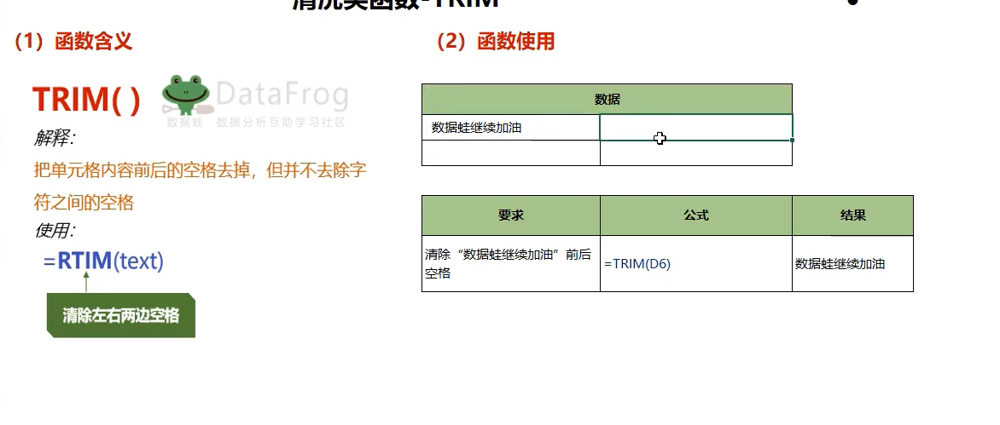 清洗类函数-TRIM
（1）函数含义
TRIM( )
DataFrog
数据蛙 数据分析互助学习社区
解释：
把单元格内容前后的空格去掉，但并不去除字
符之间的空格
使用：
=RTIM(text)
清除左右两边空格
（2）函数使用
数据
数据蛙继续加油
要求 公式 结果
清除“数据蛙继续加油”前后
空格
=TRIM(D6)
数据蛙继续加油